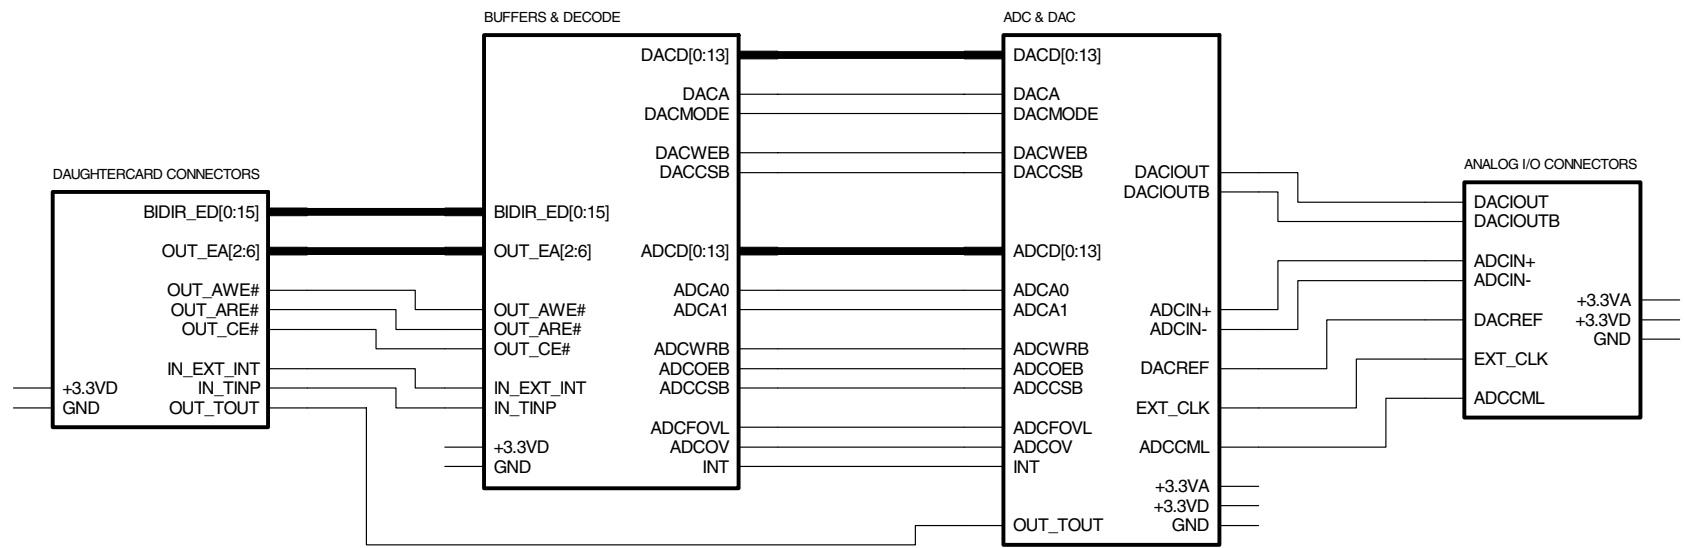 BUFFERS & DECODE
ADC & DAC
DACD[0:13]
DACD[0:13]
DACA
DACA
DACMODE
DACMODE
DACWEB
DACWEB
DACCSB
DACCSB
DACIOUT
DACIOUTB
ANALOG I/O CONNECTORS
DAUGHTERCARD CONNECTORS
DACIOUT
DACIOUTB
BIDIR_ED[0:15]
BIDIR_ED[0:15]
OUT_EA[2:6]
OUT_EA[2:6]
ADCD[0:13]
ADCD[0:13]
ADCIN+
ADCIN-
OUT_AWE#
OUT_ARE#
OUT_CE#
OUT_AWE#
OUT_ARE#
OUT_CE#
ADCA0
ADCA1
ADCA0
ADCA1
ADCIN+
ADCIN-
+3.3VA
+3.3VD
GND
DACREF
ADCWRB
ADCOEB
ADCCSB
ADCWRB
ADCOEB
ADCCSB
DACREF
EXT_CLK
IN_EXT_INT
IN_TINP
OUT_TOUT
+3.3VD
GND
IN_EXT_INT
IN_TINP
EXT_CLK
ADCCML
ADCFOVL
ADCOV
INT
ADCFOVL
ADCOV
INT
+3.3VD
GND
ADCCML
+3.3VA
+3.3VD
GND
OUT_TOUT